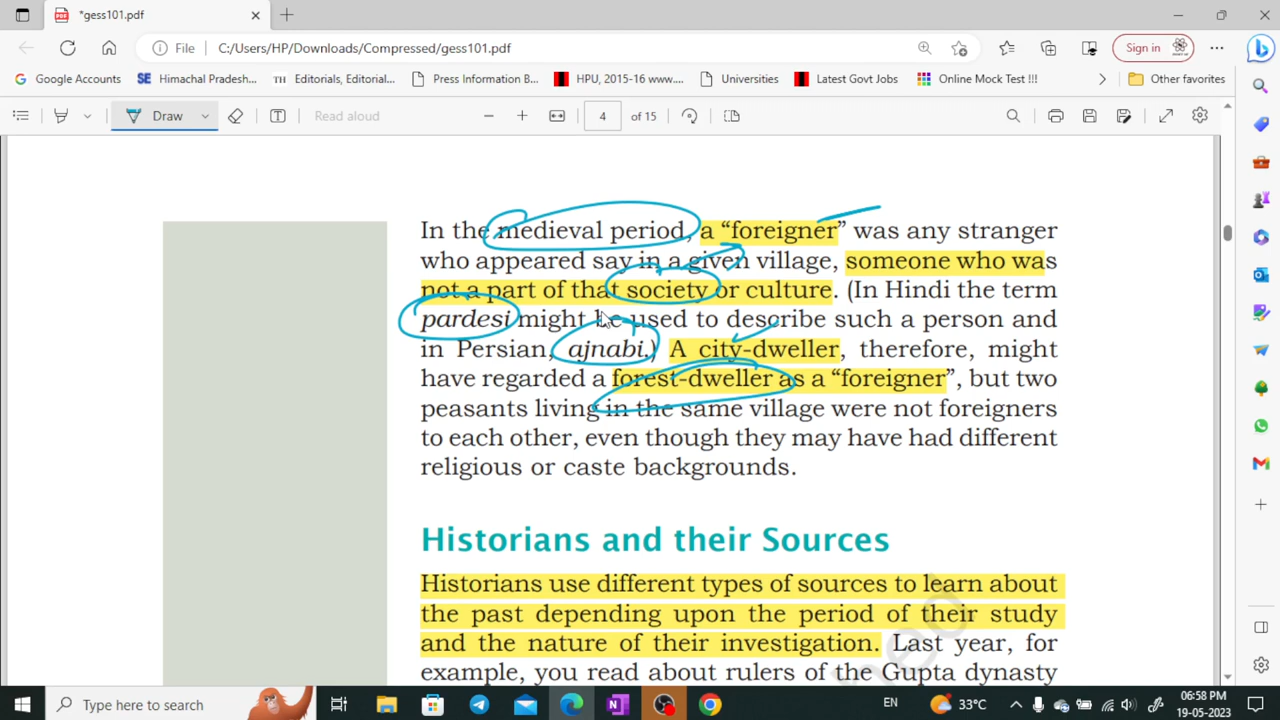 *gess101.pdf
File C:/Users/HP/Downloads/Compressed/gess101.pdf Sign in
Google Accounts SE Himachal Pradesh... TH Editorials, Editorial... Press Information B... HPU, 2015-16 www.... Universities Latest Govt Jobs Online Mock Test !!! Other favorites
Draw Read aloud 4 of 15
In the medieval period, a “foreigner” was any stranger
who appeared say in a given village, someone who was
not a part of that society or culture. (In Hindi the term
pardesi might be used to describe such a person and
in Persian, ajnabi.) A city-dweller, therefore, might
have regarded a forest-dweller as a “foreigner”, but two
peasants living in the same village were not foreigners
to each other, even though they may have had different
religious or caste backgrounds.
Historians and their Sources
Historians use different types of sources to learn about
the past depending upon the period of their study
and the nature of their investigation. Last year, for
example, you read about rulers of the Gupta dynasty
Type here to search EN 33°C 06:58 PM
19-05-2023